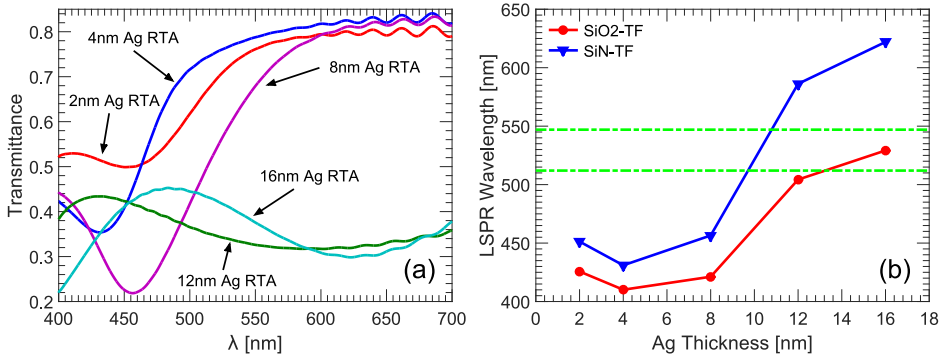 0.8
0.7
0.6
0.5
0.4
0.3
0.2
Transmittance
4nm Ag RTA
2nm Ag RTA
8nm Ag RTA
16nm Ag RTA
12nm Ag RTA
(a)
400 450 500 550 600 650 700
λ [nm]
650
600
550
500
450
400
LSPR Wavelength [nm]
SiO2-TF
SiN-TF
(b)
0 2 4 6 8 10 12 14 16 18
Ag Thickness [nm]